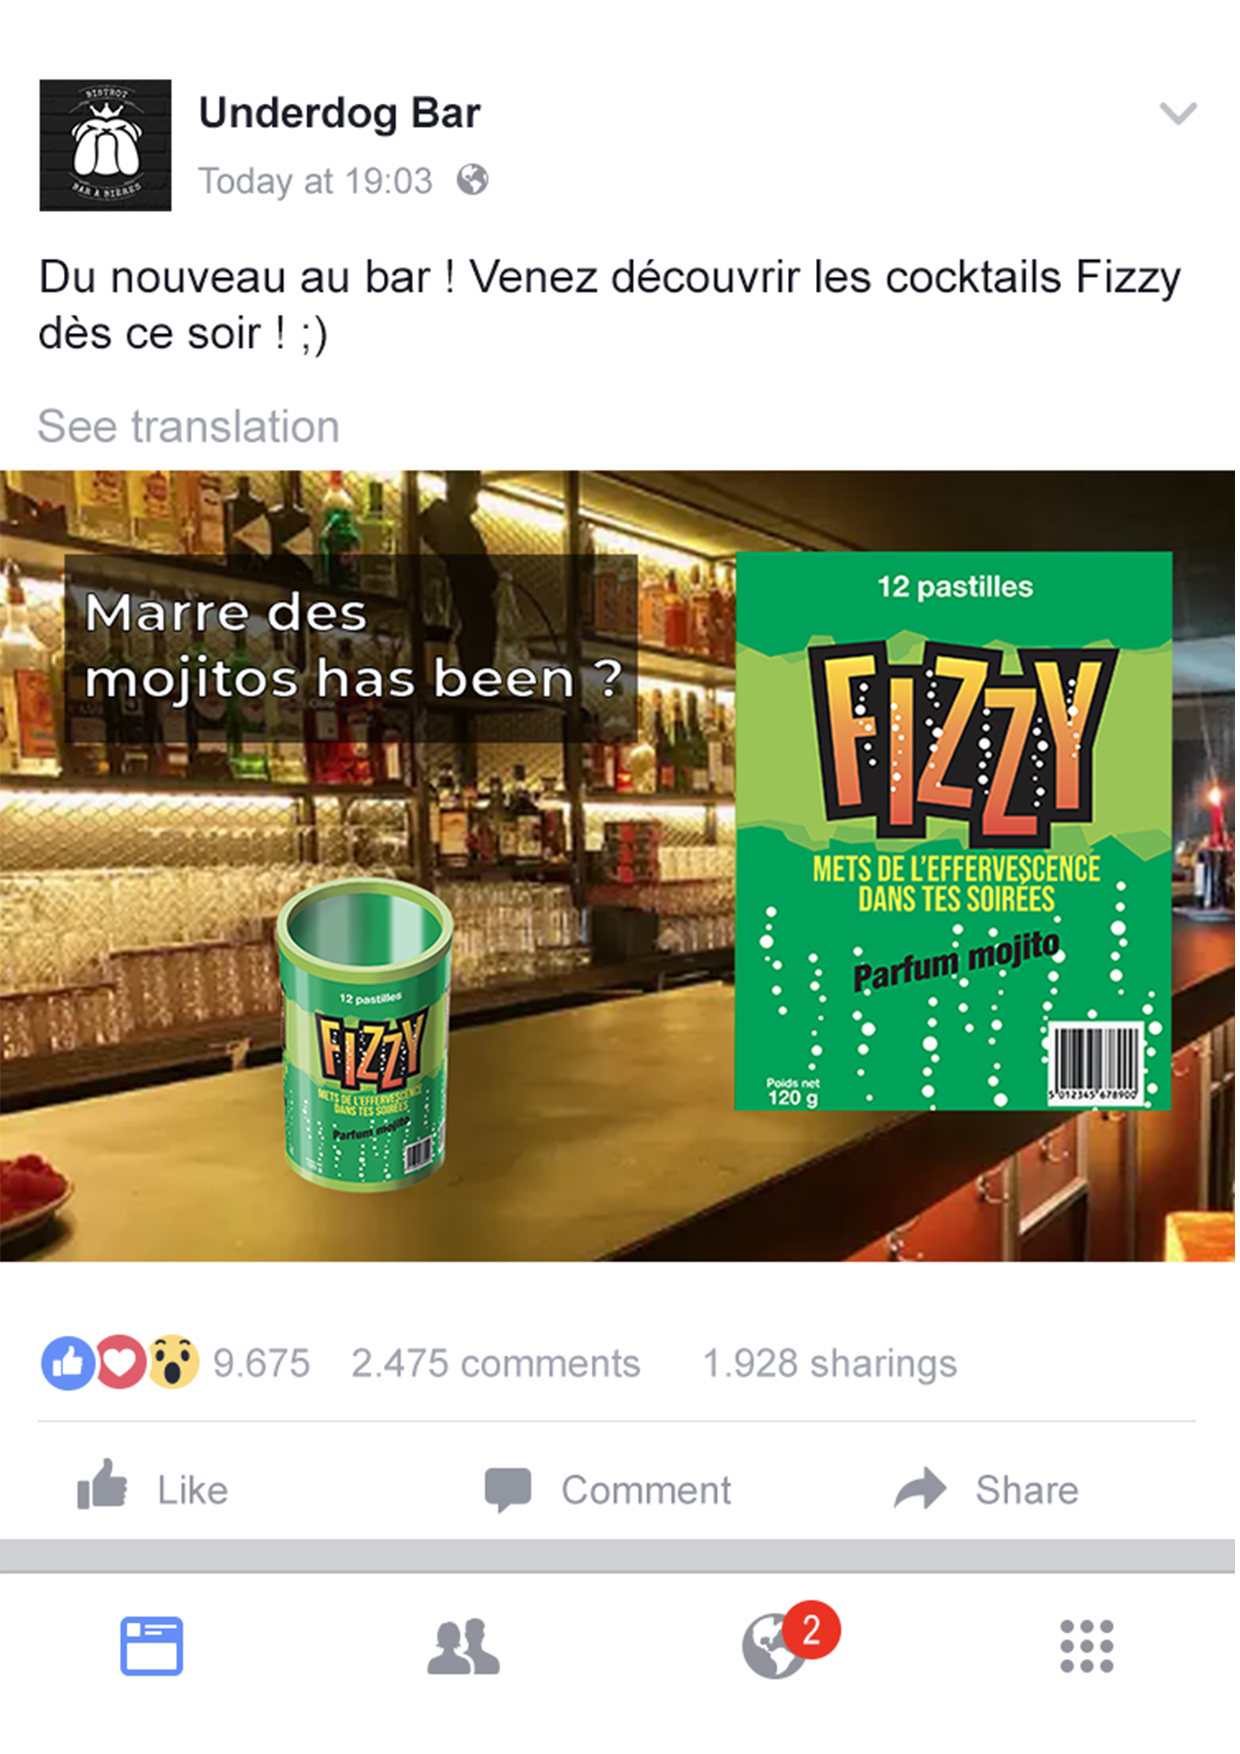 BISTROT
BAR A BIÈRES
Underdog Bar
Today at 19:03
Du nouveau au bar ! Venez découvrir les cocktails Fizzy
dès ce soir ! ;)
See translation
Marre des
mojitos has been ?
12 pastilles
FIZZY
METS DE L'EFFERVESCENCE
DANS TES SOIRÉES
Parfum mojito
Poids net
120 g
5 012345 678900
12 pastilles
FIZZY
METS DE L'EFFERVESCENCE
DANS TES SOIRÉES
Parfum mojito
9.675 2.475 comments 1.928 sharings
Like Comment Share
2